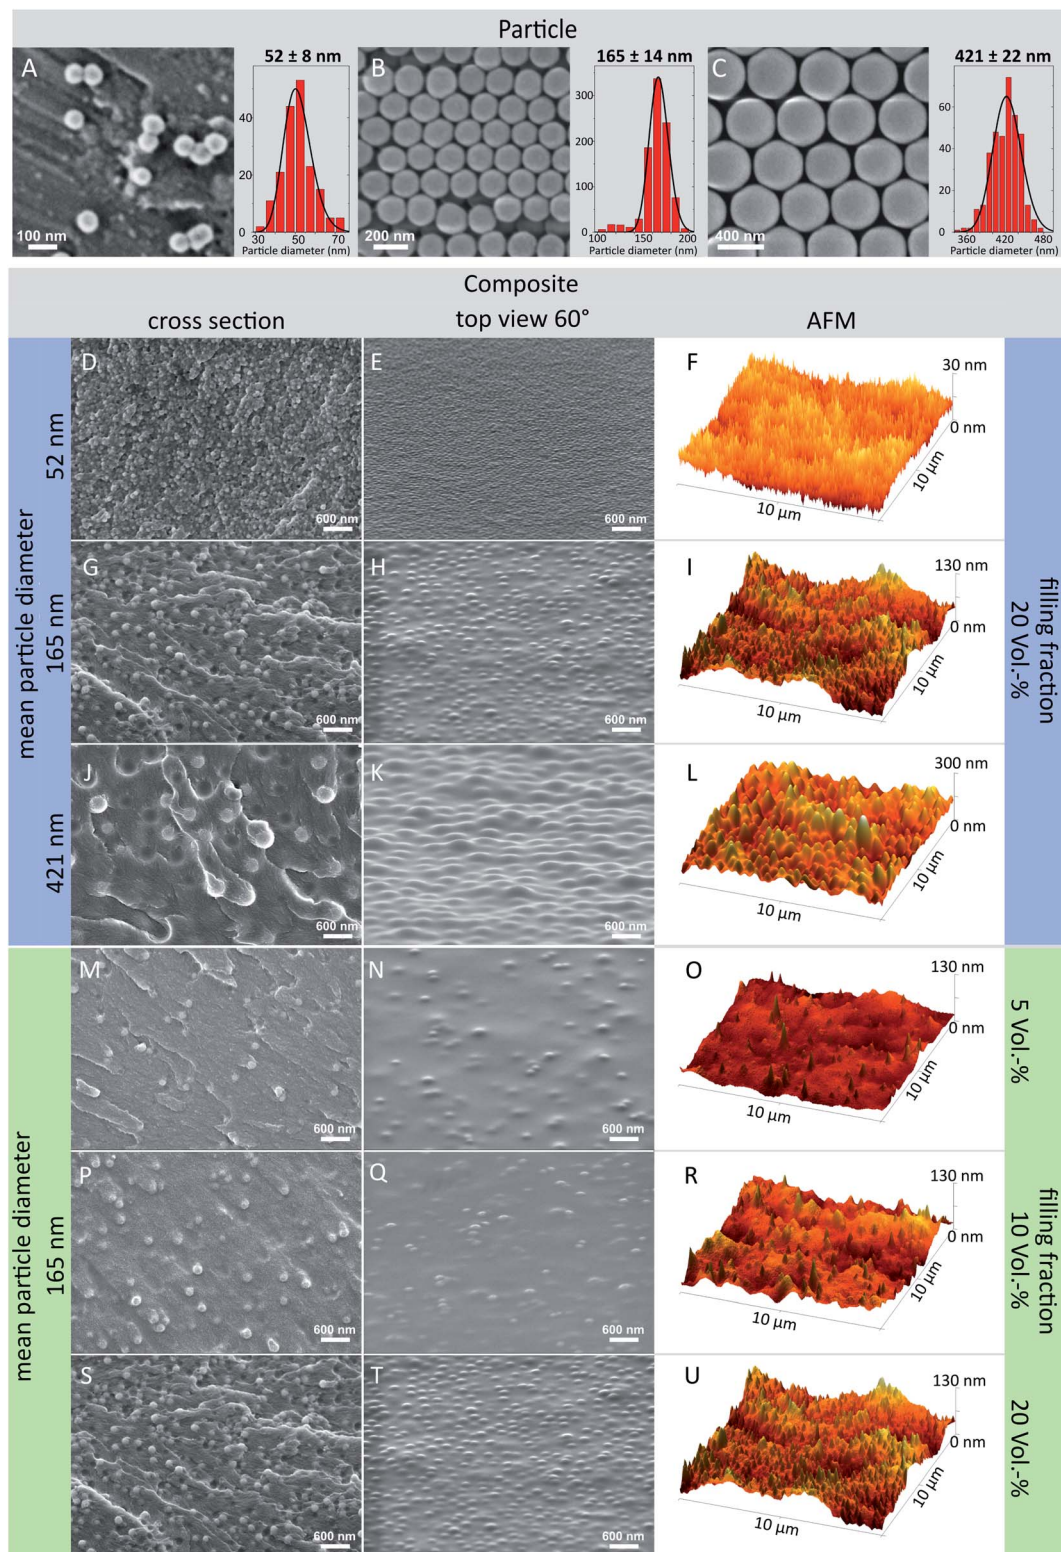 Particle
A
52 ± 8 nm
40
20
0
30 50 70
Particle diameter (nm)
100 nm
B
165 ± 14 nm
300
200
100
0
100 150 200
Particle diameter (nm)
200 nm
C
421 ± 22 nm
80
60
40
20
0
360 420 480
Particle diameter (nm)
400 nm
Composite
cross section
top view 60°
AFM
mean particle diameter
52 nm
D
600 nm
E
600 nm
F
30 nm
0 nm
10 µm
10 µm
165 nm
G
600 nm
H
600 nm
I
130 nm
0 nm
10 µm
10 µm
filling fraction
20 Vol.-%
421 nm
J
600 nm
K
600 nm
L
300 nm
0 nm
10 µm
10 µm
mean particle diameter
165 nm
M
600 nm
N
600 nm
O
130 nm
0 nm
10 µm
10 µm
5 Vol.-%
P
600 nm
Q
600 nm
R
130 nm
0 nm
10 µm
10 µm
filling fraction
10 Vol.-%
S
600 nm
T
600 nm
U
130 nm
0 nm
10 µm
10 µm
20 Vol.-%